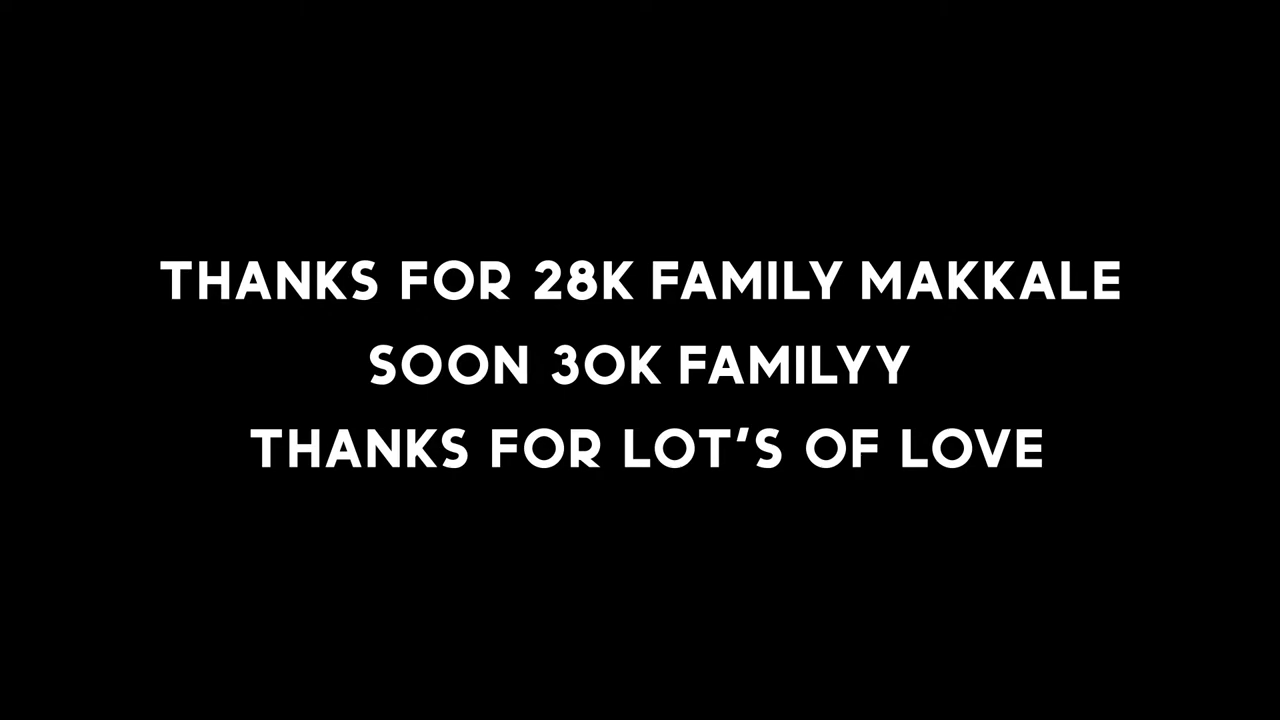 THANKS FOR 28K FAMILY MAKKALE
SOON 30K FAMILYY
THANKS FOR LOT'S OF LOVE